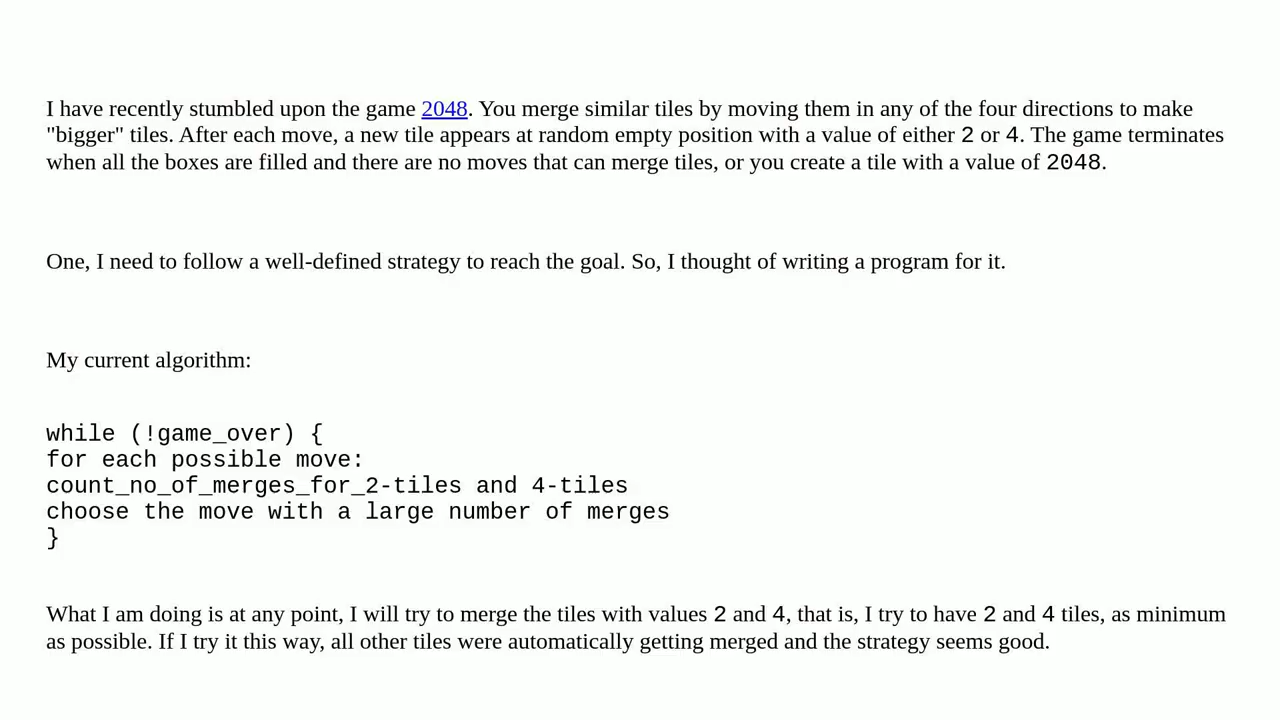 I have recently stumbled upon the game 2048. You merge similar tiles by moving them in any of the four directions to make
"bigger" tiles. After each move, a new tile appears at random empty position with a value of either 2 or 4. The game terminates
when all the boxes are filled and there are no moves that can merge tiles, or you create a tile with a value of 2048.
One, I need to follow a well-defined strategy to reach the goal. So, I thought of writing a program for it.
My current algorithm:
while (!game_over) {
for each possible move:
count_no_of_merges_for_2-tiles and 4-tiles
choose the move with a large number of merges
}
What I am doing is at any point, I will try to merge the tiles with values 2 and 4, that is, I try to have 2 and 4 tiles, as minimum
as possible. If I try it this way, all other tiles were automatically getting merged and the strategy seems good.